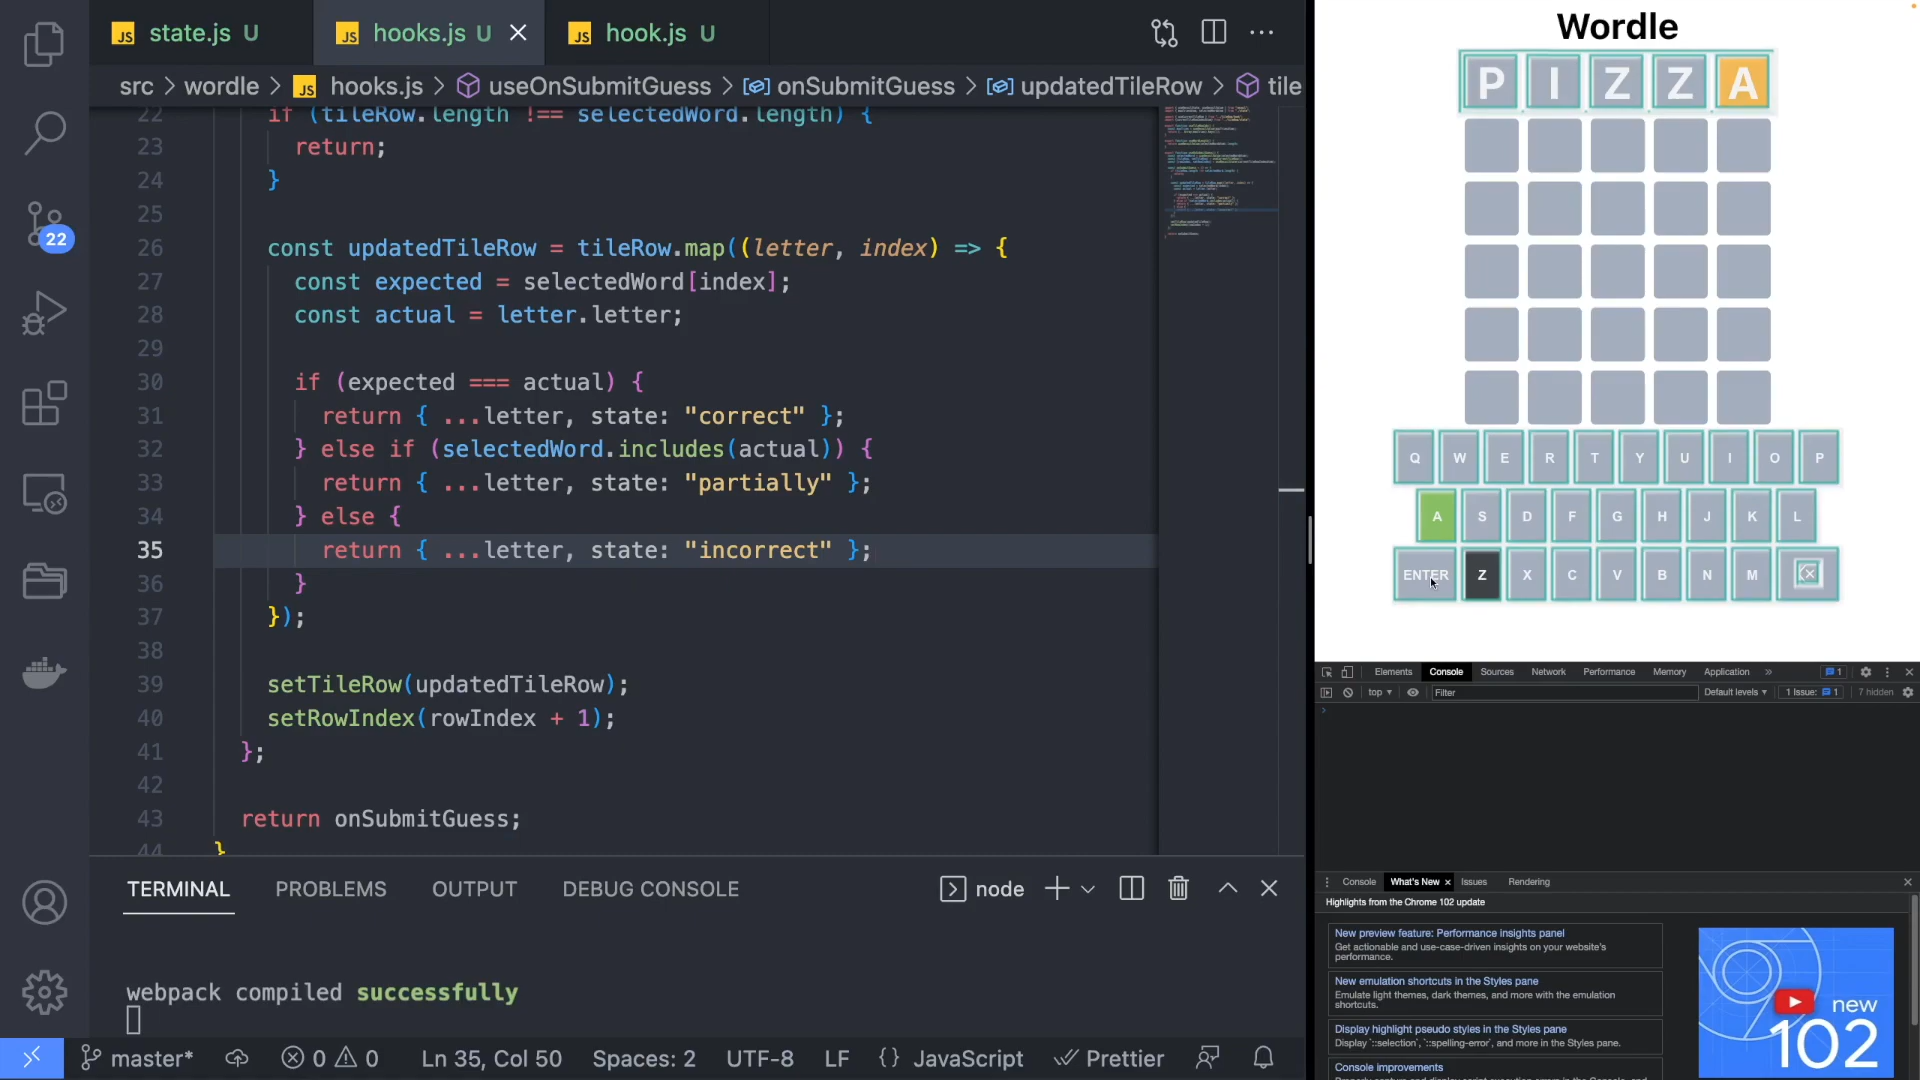 JS state.js U
JS hooks.js U
JS hook.js U
src > wordle > JS hooks.js > useOnSubmitGuess > onSubmitGuess > updatedTileRow > tile
22 if (tileRow.length !== selectedWord.length) {
23 return;
24 }
25
26 const updatedTileRow = tileRow.map((letter, index) => {
27 const expected = selectedWord[index];
28 const actual = letter.letter;
29
30 if (expected === actual) {
31 return { ...letter, state: "correct" };
32 } else if (selectedWord.includes(actual)) {
33 return { ...letter, state: "partially" };
34 } else {
35 return { ...letter, state: "incorrect" };
36 }
37 });
38
39 setTileRow(updatedTileRow);
40 setRowIndex(rowIndex + 1);
41 };
42
43 return onSubmitGuess;
44 }
22
TERMINAL PROBLEMS OUTPUT DEBUG CONSOLE node
webpack compiled successfully
master* 0 0 Ln 35, Col 50 Spaces: 2 UTF-8 LF {} JavaScript Prettier
Wordle
P I Z Z A
Q W E R T Y U I O P
A S D F G H J K L
ENTER Z X C V B N M
Elements Console Sources Network Performance Memory Application » 1
top Filter Default levels 1 Issue: 1 7 hidden
Console What's New Issues Rendering
Highlights from the Chrome 102 update
New preview feature: Performance insights panel
Get actionable and use-case-driven insights on your website's
performance.
New emulation shortcuts in the Styles pane
Emulate light themes, dark themes, and more with the emulation
shortcuts.
Display highlight pseudo styles in the Styles pane
Display `::selection`, `::spelling-error`, and more in the Styles pane.
Console improvements
new
102